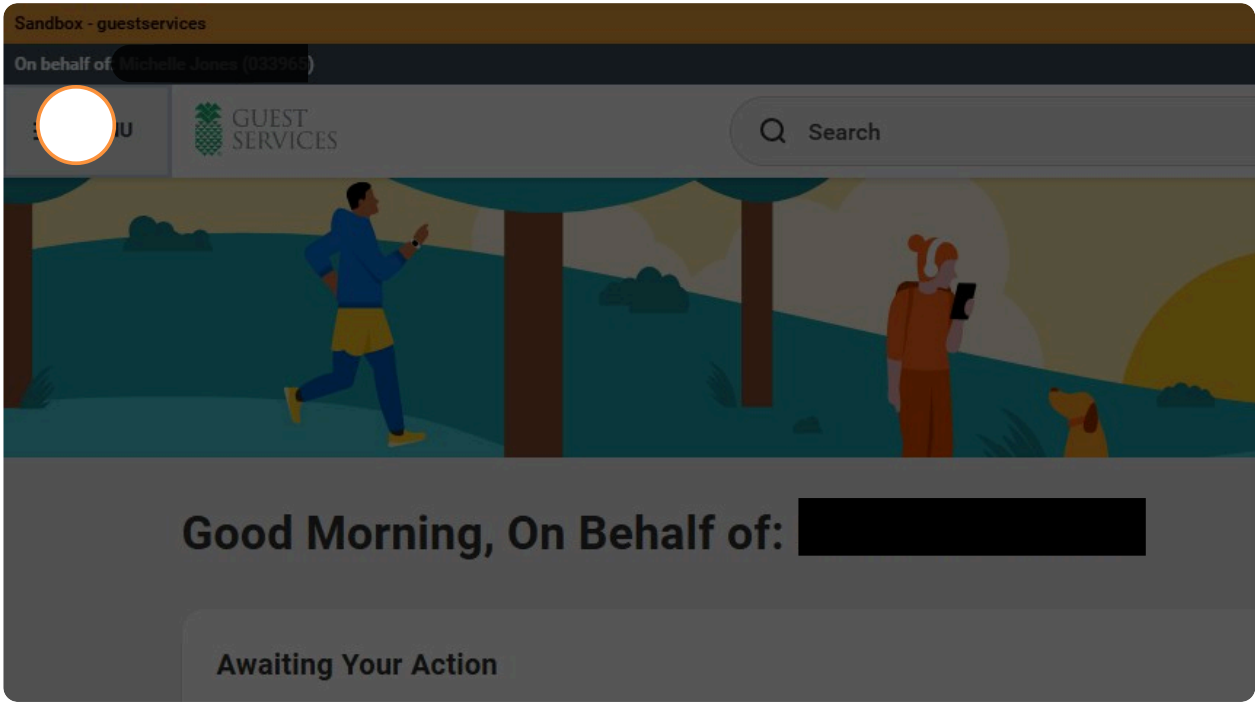 Sandbox - guestservices
On behalf of: )
GUEST
SERVICES
Search
Good Morning, On Behalf of:
Awaiting Your Action